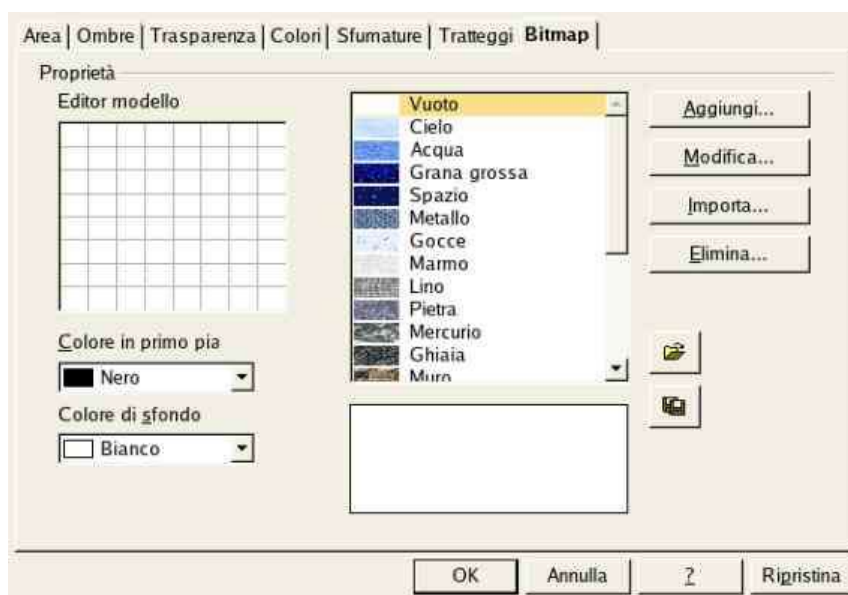 Area | Ombre | Trasparenza | Colori | Sfumature | Tratteggi Bitmap |
Proprietà
Editor modello
Vuoto
Cielo
Acqua
Grana grossa
Spazio
Metallo
Gocce
Marmo
Lino
Pietra
Mercurio
Ghiaia
Muro
Aggiungi...
Modifica...
Importa...
Elimina...
Colore in primo pia
Nero
Colore di sfondo
Bianco
OK
Annulla
?
Ripristina